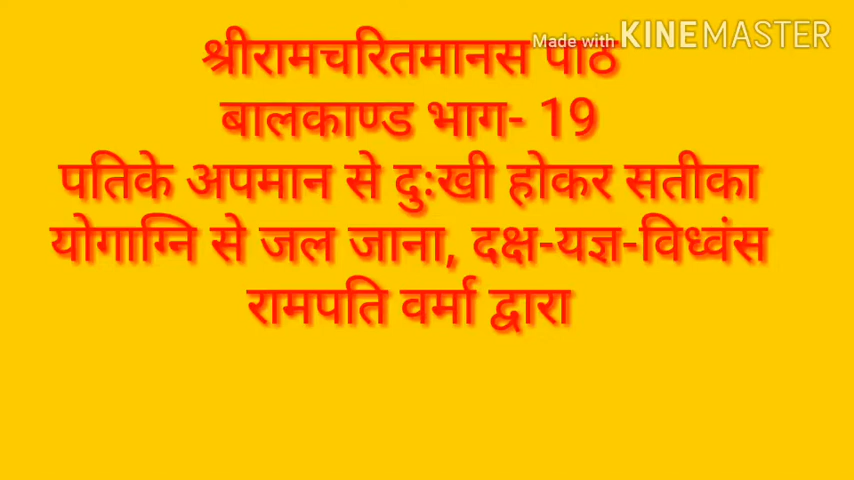 Made with KINEMASTER
श्रीरामचरितमानस पाठ
बालकाण्ड भाग- 19
पतिके अपमान से दुःखी होकर सतीका
योगाग्नि से जल जाना, दक्ष-यज्ञ-विध्वंस
रामपति वर्मा द्वारा